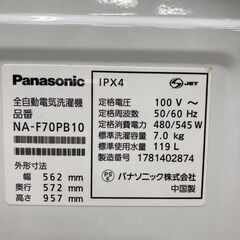 Panasonic
全自動電気洗濯機
品番
NA-F70PB10
外形寸法
幅 562 mm
奥行 572 mm
高さ 957 mm
IPX4
JET
定格電圧 100 V ～
定格周波数 50/60 Hz
定格消費電力 480/545 W
標準洗濯容量 7.0 kg
標準使用水量 119 L
製造番号 1781402874
パナソニック株式会社
中国製